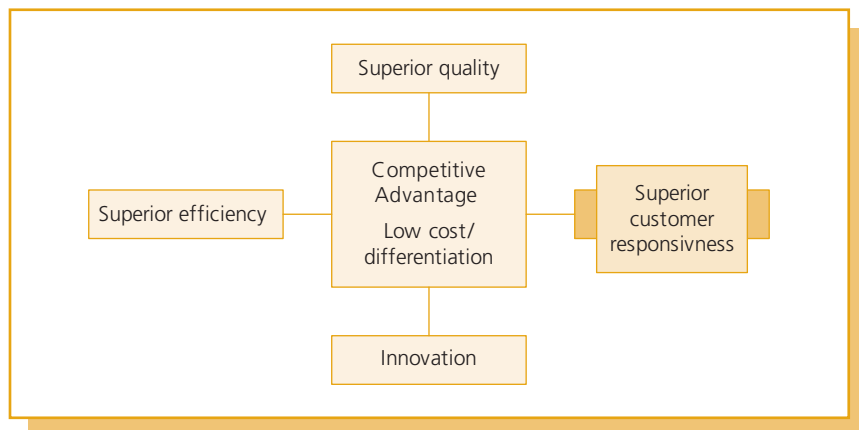 Superior quality
Competitive
Advantage
Low cost/
differentiation
Superior efficiency
Superior
customer
responsivness
Innovation